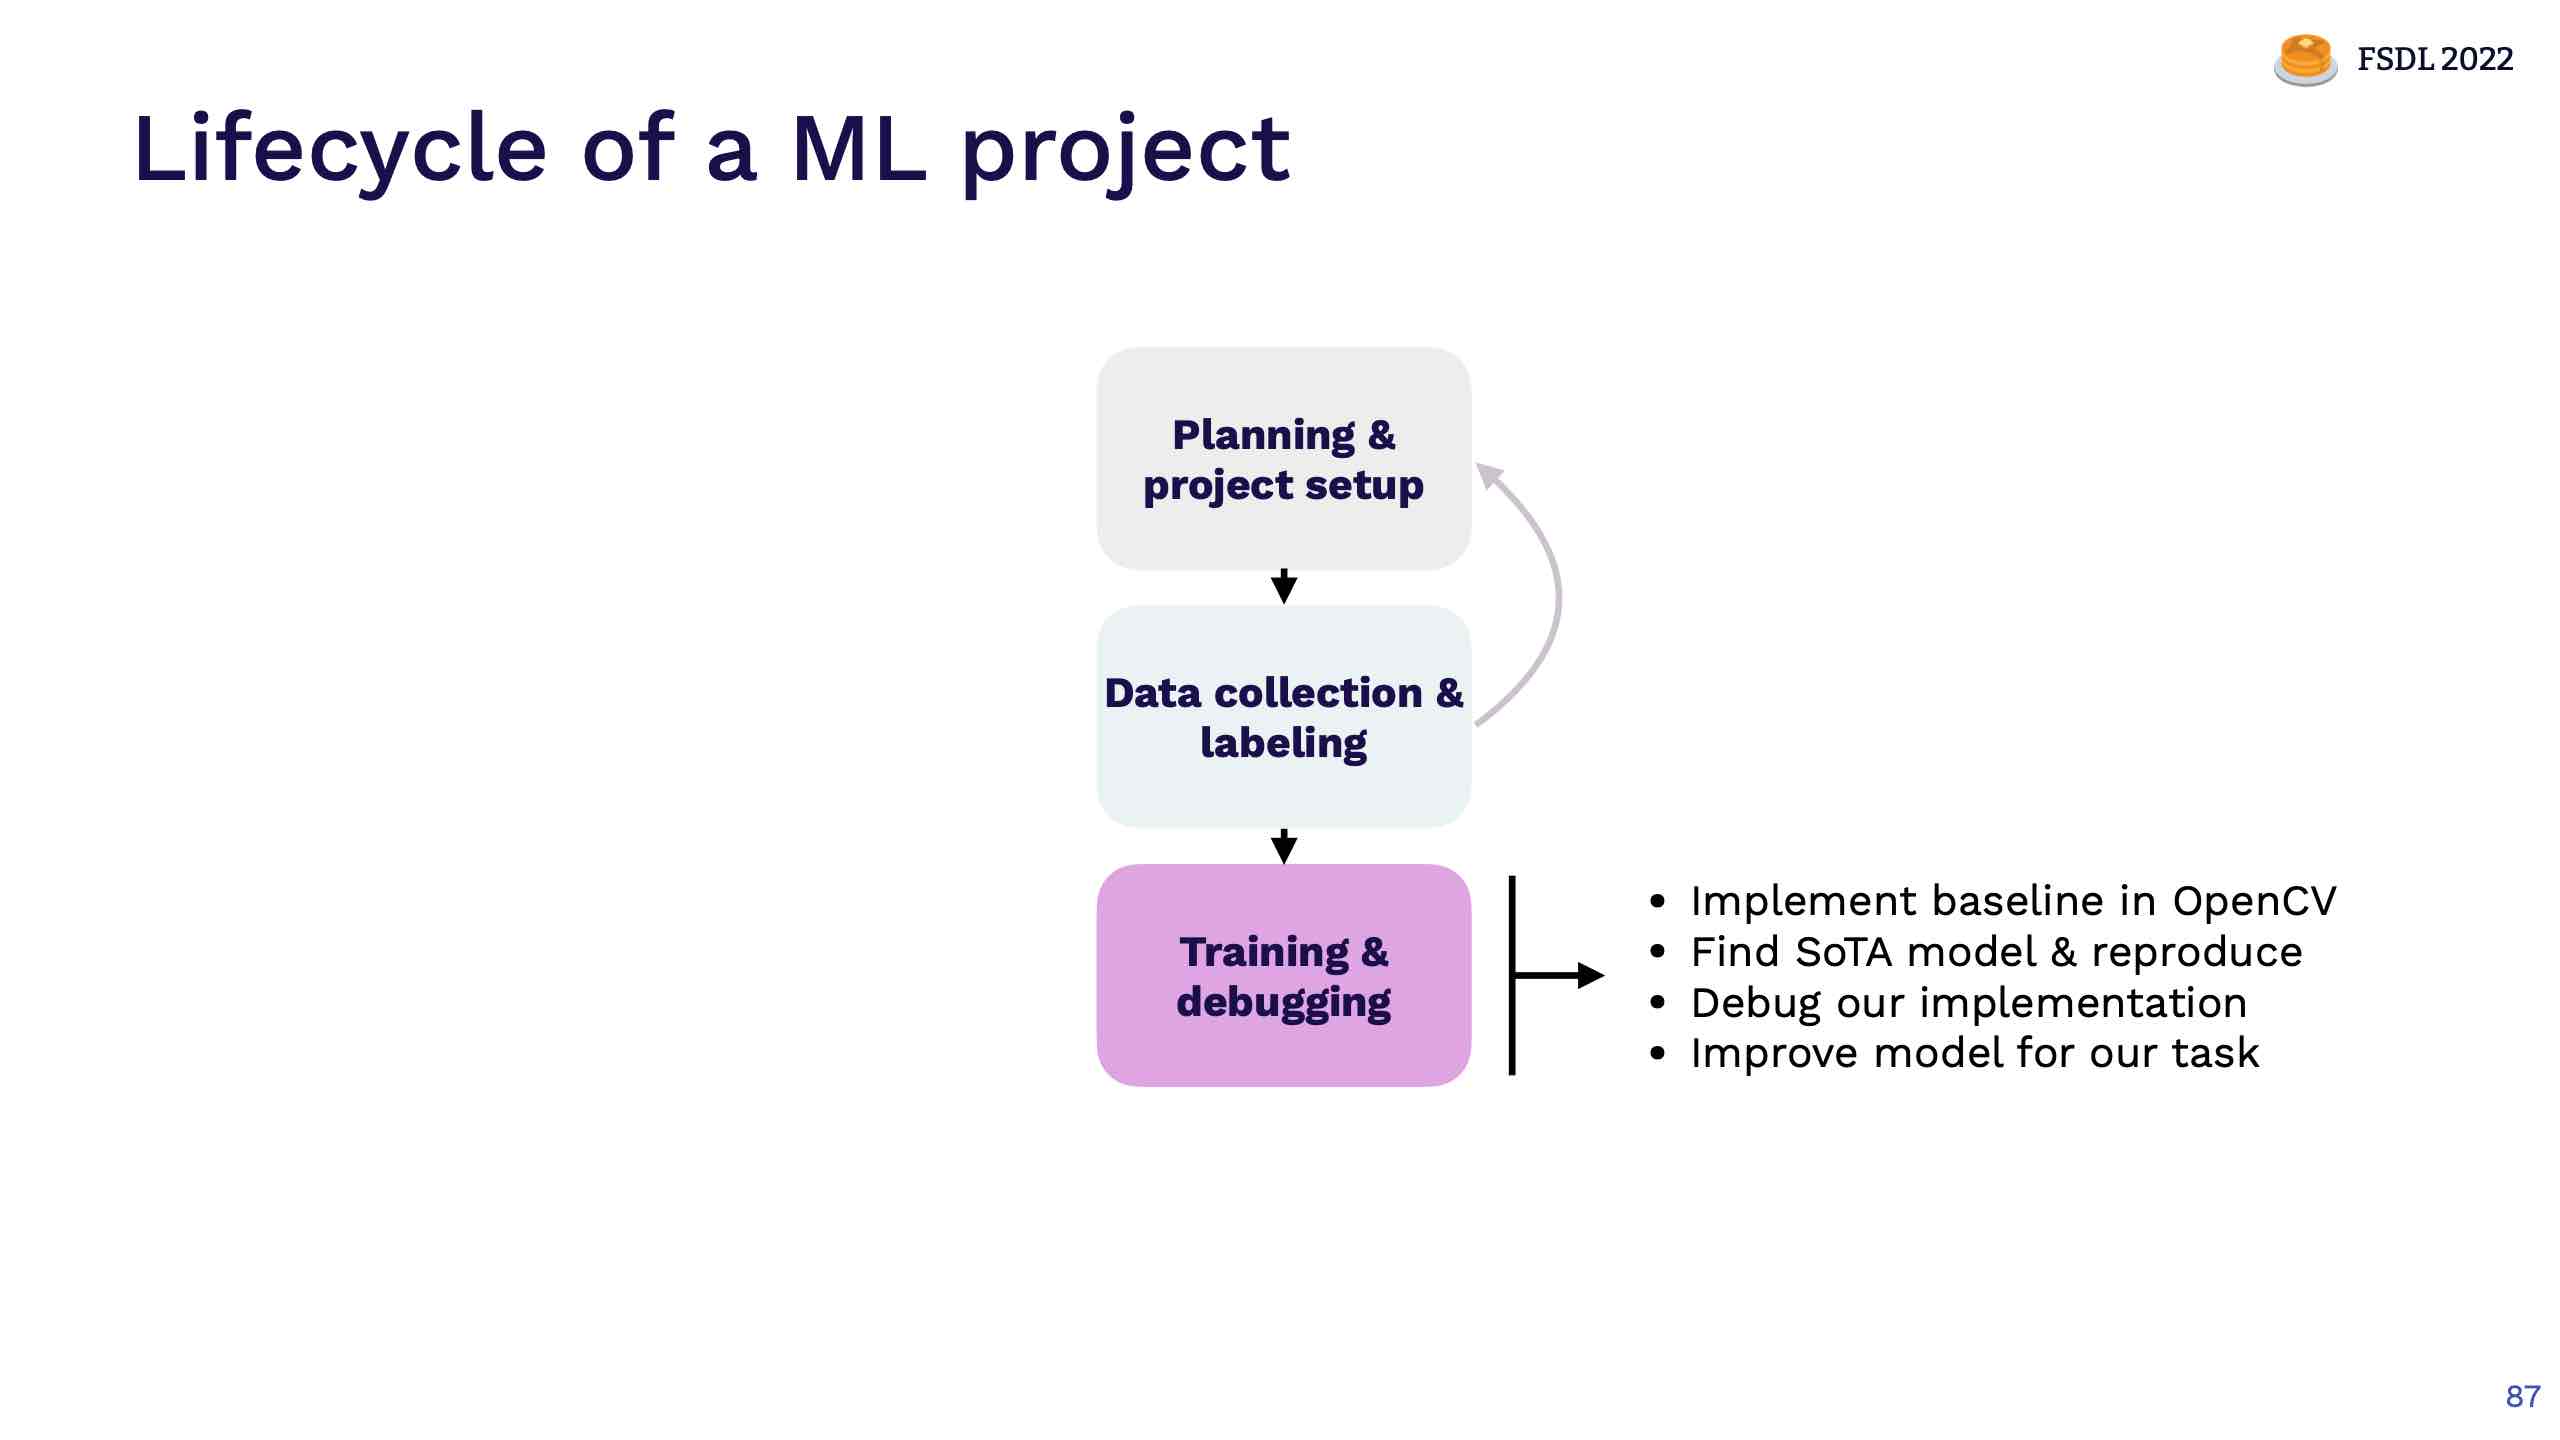 FSDL 2022
Lifecycle of a ML project
Planning &
project setup
Data collection &
labeling
Training &
debugging
• Implement baseline in OpenCV
• Find SoTA model & reproduce
• Debug our implementation
• Improve model for our task
87